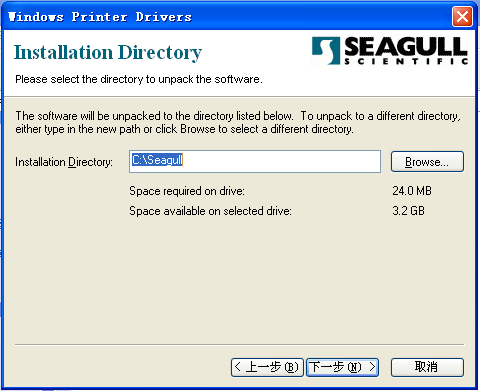 Windows Printer Drivers
Installation Directory
SEAGULL
SCIENTIFIC
Please select the directory to unpack the software.
The software will be unpacked to the directory listed below. To unpack to a different directory,
either type in the new path or click Browse to select a different directory.
Installation Directory: C:\Seagull Browse...
Space required on drive: 24.0 MB
Space available on selected drive: 3.2 GB
< 上一步(B) 下一步(N) > 取消